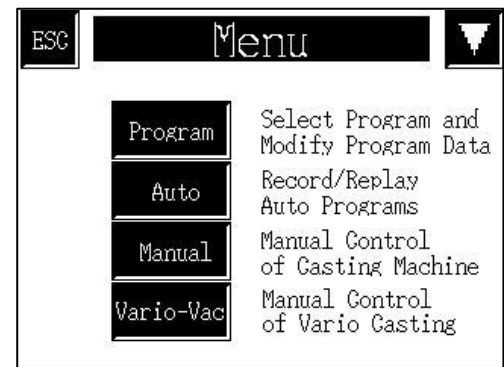 ESC
Menu
Program
Select Program and
Modify Program Data
Auto
Record/Replay
Auto Programs
Manual
Manual Control
of Casting Machine
Vario-Vac
Manual Control
of Vario Casting